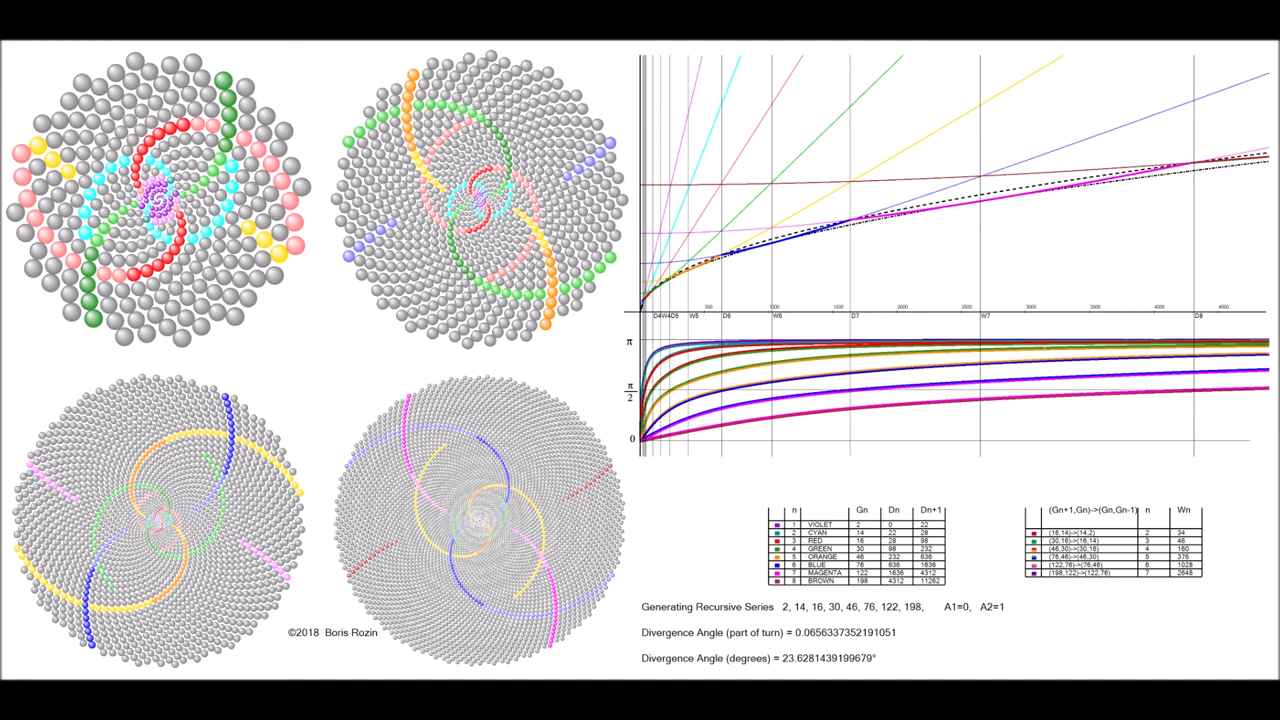 500 1000 1500 2000 2500 3000 3500 4000 4500
D4 W4 D5 W5 D6 W6 D7 W7 D8
π
π
2
0
n Gn Dn Dn+1
1 VIOLET 2 0 22
2 CYAN 14 22 28
3 RED 16 28 98
4 GREEN 30 98 232
5 ORANGE 46 232 636
6 BLUE 76 636 1636
7 MAGENTA 122 1636 4312
8 BROWN 198 4312 11262
(Gn+1,Gn)->(Gn,Gn-1) n Wn
(16,14)->(14,2) 2 34
(30,16)->(16,14) 3 46
(46,30)->(30,16) 4 160
(76,46)->(46,30) 5 376
(122,76)->(76,46) 6 1028
(198,122)->(122,76) 7 2648
Generating Recursive Series 2, 14, 16, 30, 46, 76, 122, 198, A1=0, A2=1
©2018 Boris Rozin
Divergence Angle (part of turn) = 0.0656337352191051
Divergence Angle (degrees) = 23.6281439199679°